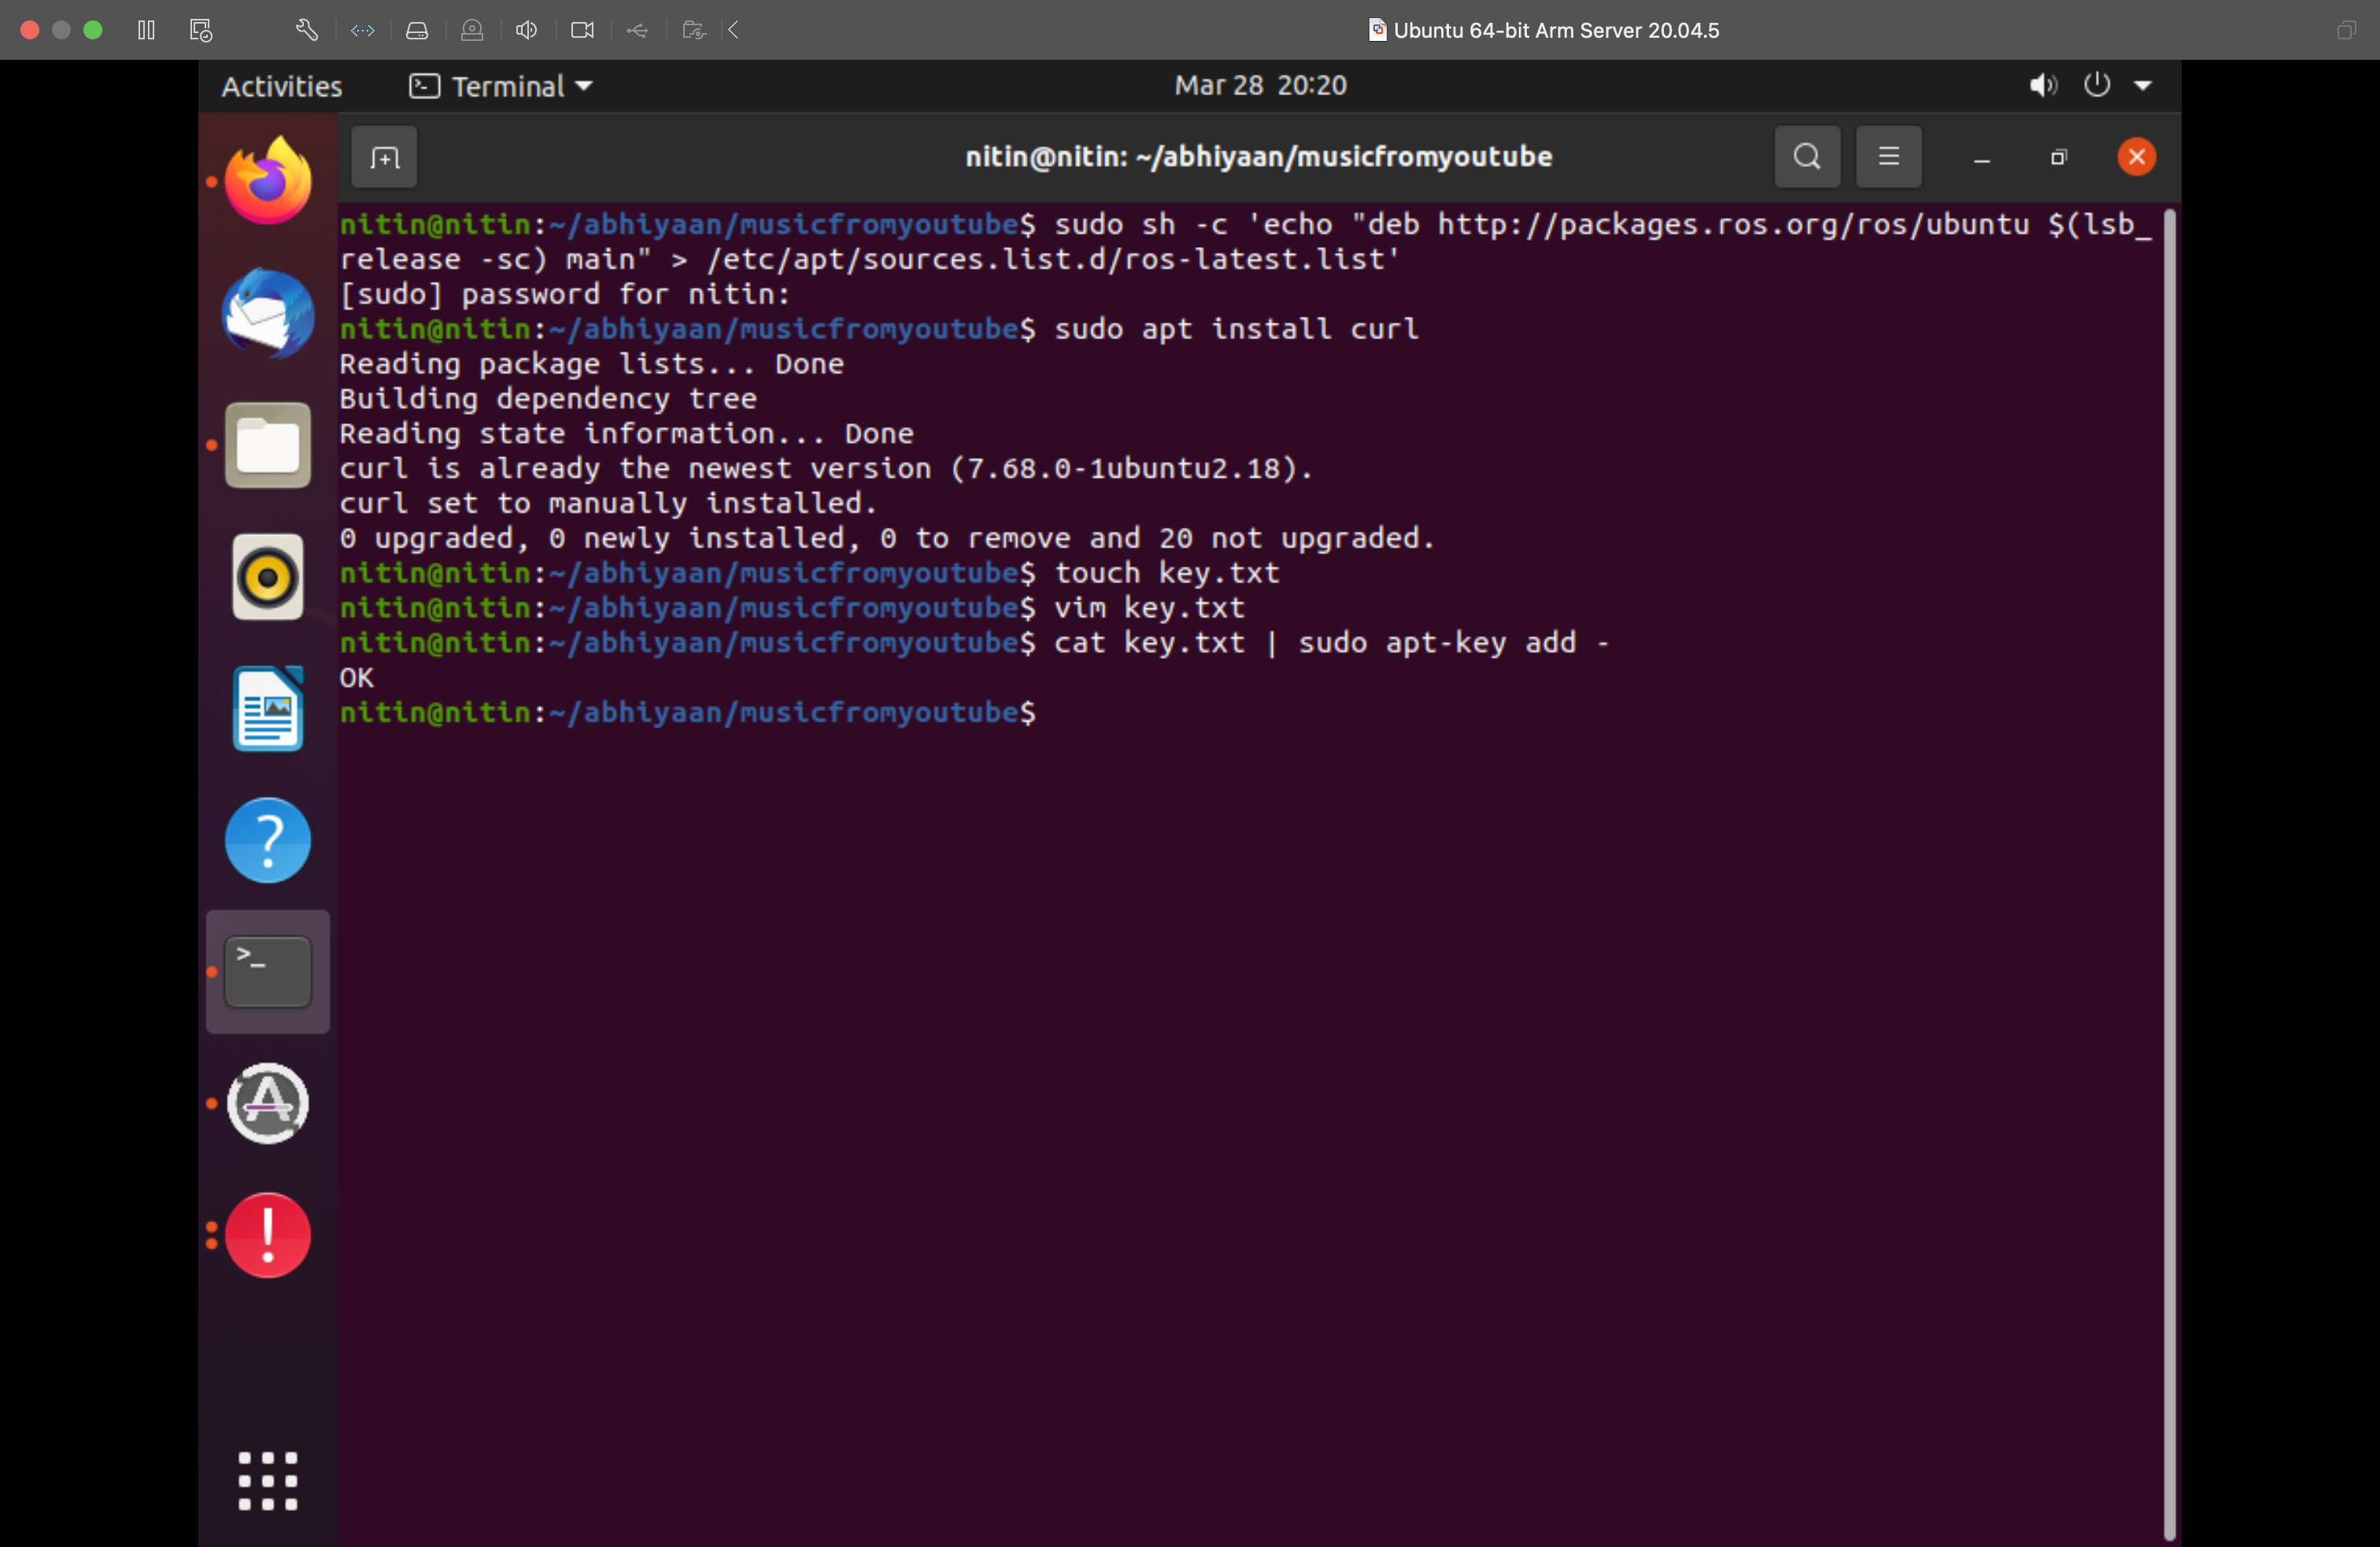 Ubuntu 64-bit Arm Server 20.04.5
Activities Terminal Mar 28 20:20
nitin@nitin: ~/abhiyaan/musicfromyoutube
nitin@nitin:~/abhiyaan/musicfromyoutube$ sudo sh -c 'echo "deb http://packages.ros.org/ros/ubuntu $(lsb_
release -sc) main" > /etc/apt/sources.list.d/ros-latest.list'
[sudo] password for nitin:
nitin@nitin:~/abhiyaan/musicfromyoutube$ sudo apt install curl
Reading package lists... Done
Building dependency tree
Reading state information... Done
curl is already the newest version (7.68.0-1ubuntu2.18).
curl set to manually installed.
0 upgraded, 0 newly installed, 0 to remove and 20 not upgraded.
nitin@nitin:~/abhiyaan/musicfromyoutube$ touch key.txt
nitin@nitin:~/abhiyaan/musicfromyoutube$ vim key.txt
nitin@nitin:~/abhiyaan/musicfromyoutube$ cat key.txt | sudo apt-key add -
OK
nitin@nitin:~/abhiyaan/musicfromyoutube$